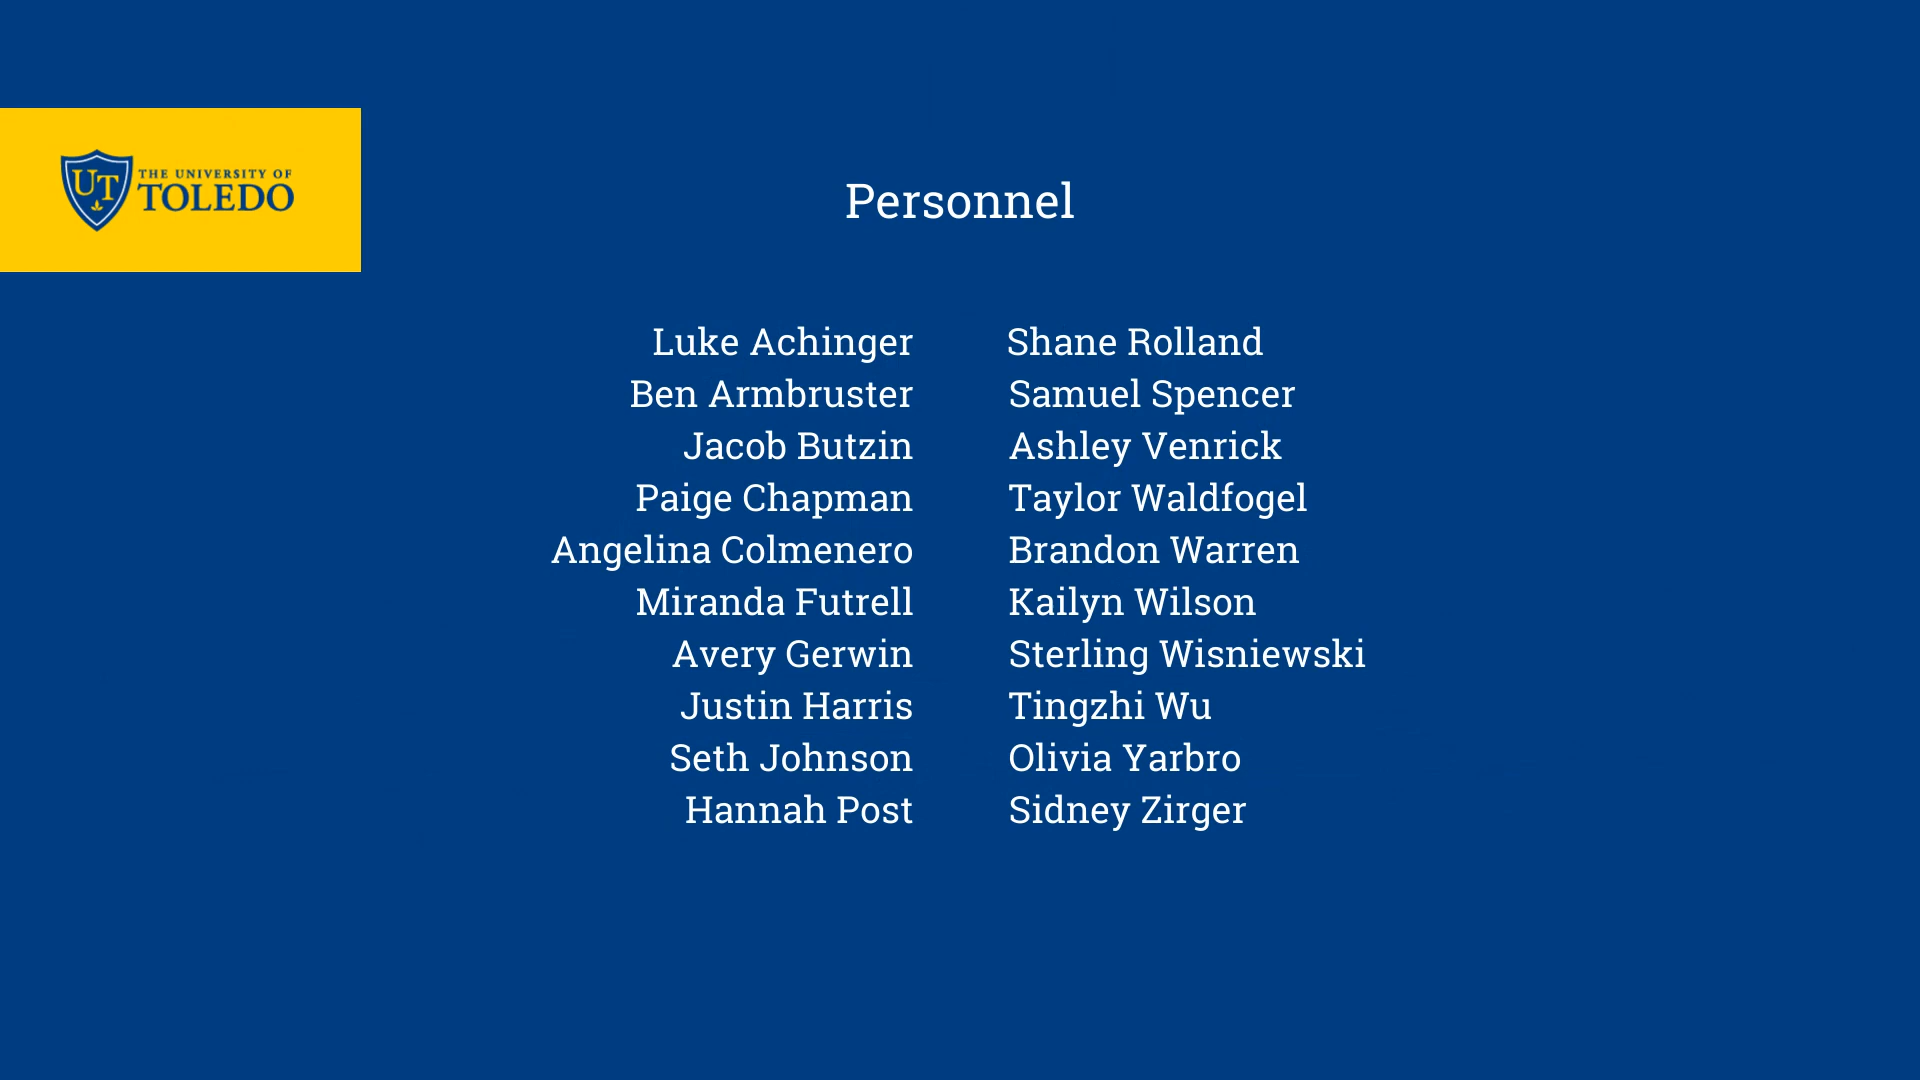 UT
THE UNIVERSITY OF
TOLEDO
Personnel
Luke Achinger
Ben Armbruster
Jacob Butzin
Paige Chapman
Angelina Colmenero
Miranda Futrell
Avery Gerwin
Justin Harris
Seth Johnson
Hannah Post
Shane Rolland
Samuel Spencer
Ashley Venrick
Taylor Waldfogel
Brandon Warren
Kailyn Wilson
Sterling Wisniewski
Tingzhi Wu
Olivia Yarbro
Sidney Zirger